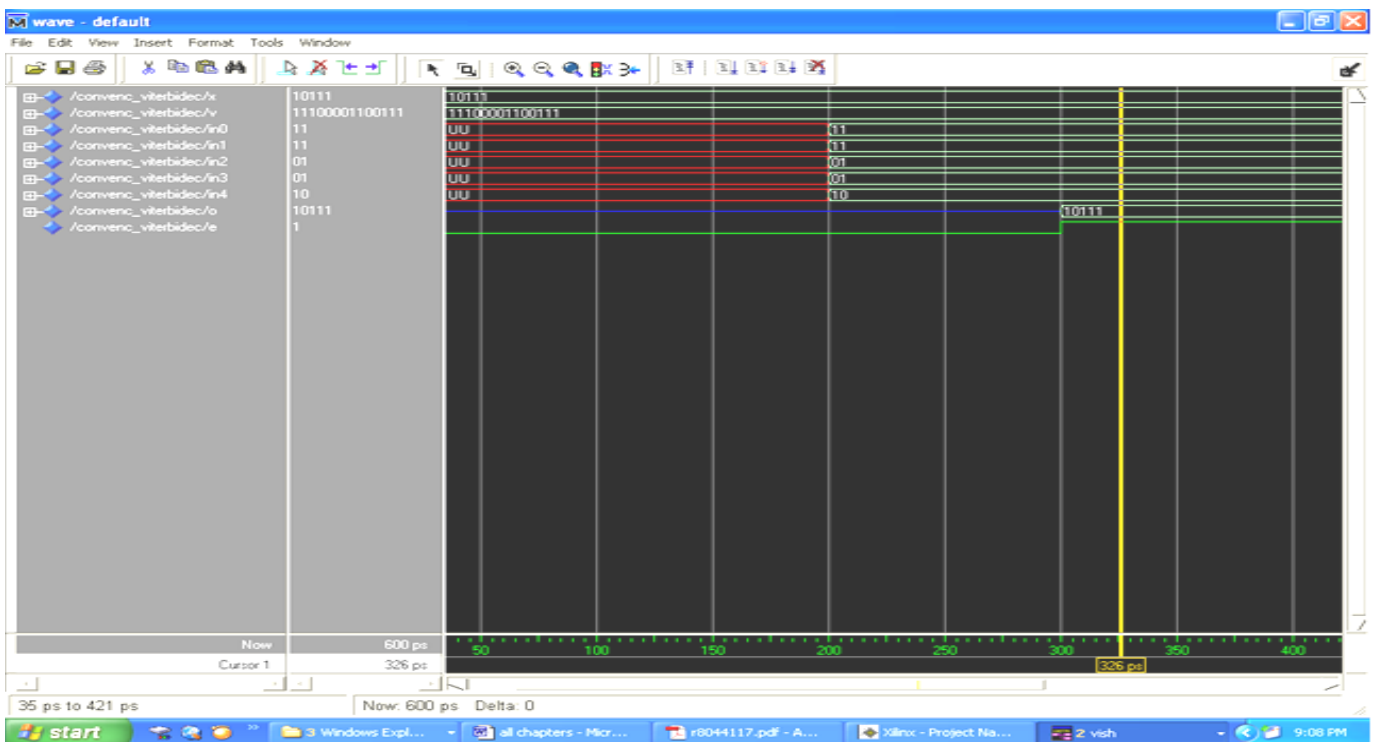 wave - default
File Edit View Insert Format Tools Window
/convenc_viterbidec/x 10111 10111
/convenc_viterbidec/v 11100001100111 11100001100111
/convenc_viterbidec/in0 11 UU 11
/convenc_viterbidec/in1 11 UU 11
/convenc_viterbidec/in2 01 UU 01
/convenc_viterbidec/in3 01 UU 01
/convenc_viterbidec/in4 10 UU 10
/convenc_viterbidec/o 10111 10111
/convenc_viterbidec/e 1
Now 600 ps 50 100 150 200 250 300 350 400
Cursor 1 326 ps 326 ps
35 ps to 421 ps Now: 600 ps Delta: 0
start 3 Windows Expl... all chapters - Micr... r8044117.pdf - A... Xilinx - Project Na... 2 vish 9:08 PM